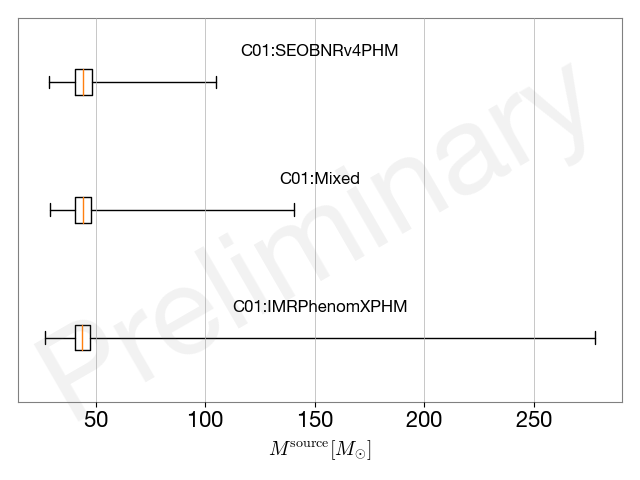 C01:SEOBNRv4PHM
C01:Mixed
C01:IMRPhenomXPHM
Preliminary
50 100 150 200 250
M^source[M_⊙]